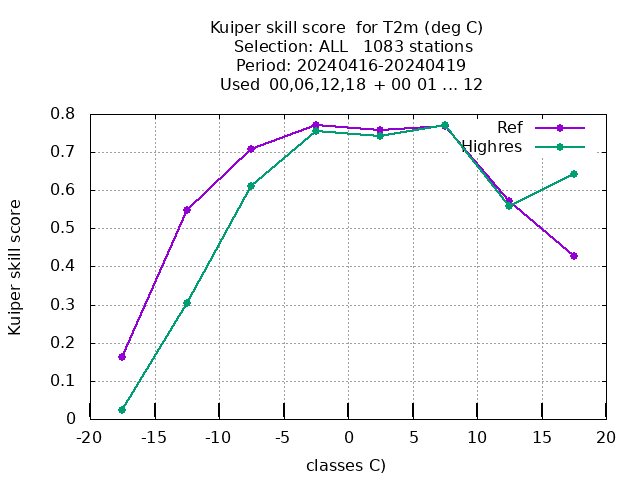 Kuiper skill score  for T2m (deg C)
Selection: ALL   1083 stations
Period: 20240416-20240419
Used  00,06,12,18  + 00 01 ... 12
Ref
Highres
0.8
0.7
0.6
0.5
0.4
0.3
0.2
0.1
0
Kuiper skill score
-20 -15 -10 -5 0 5 10 15 20
classes C)